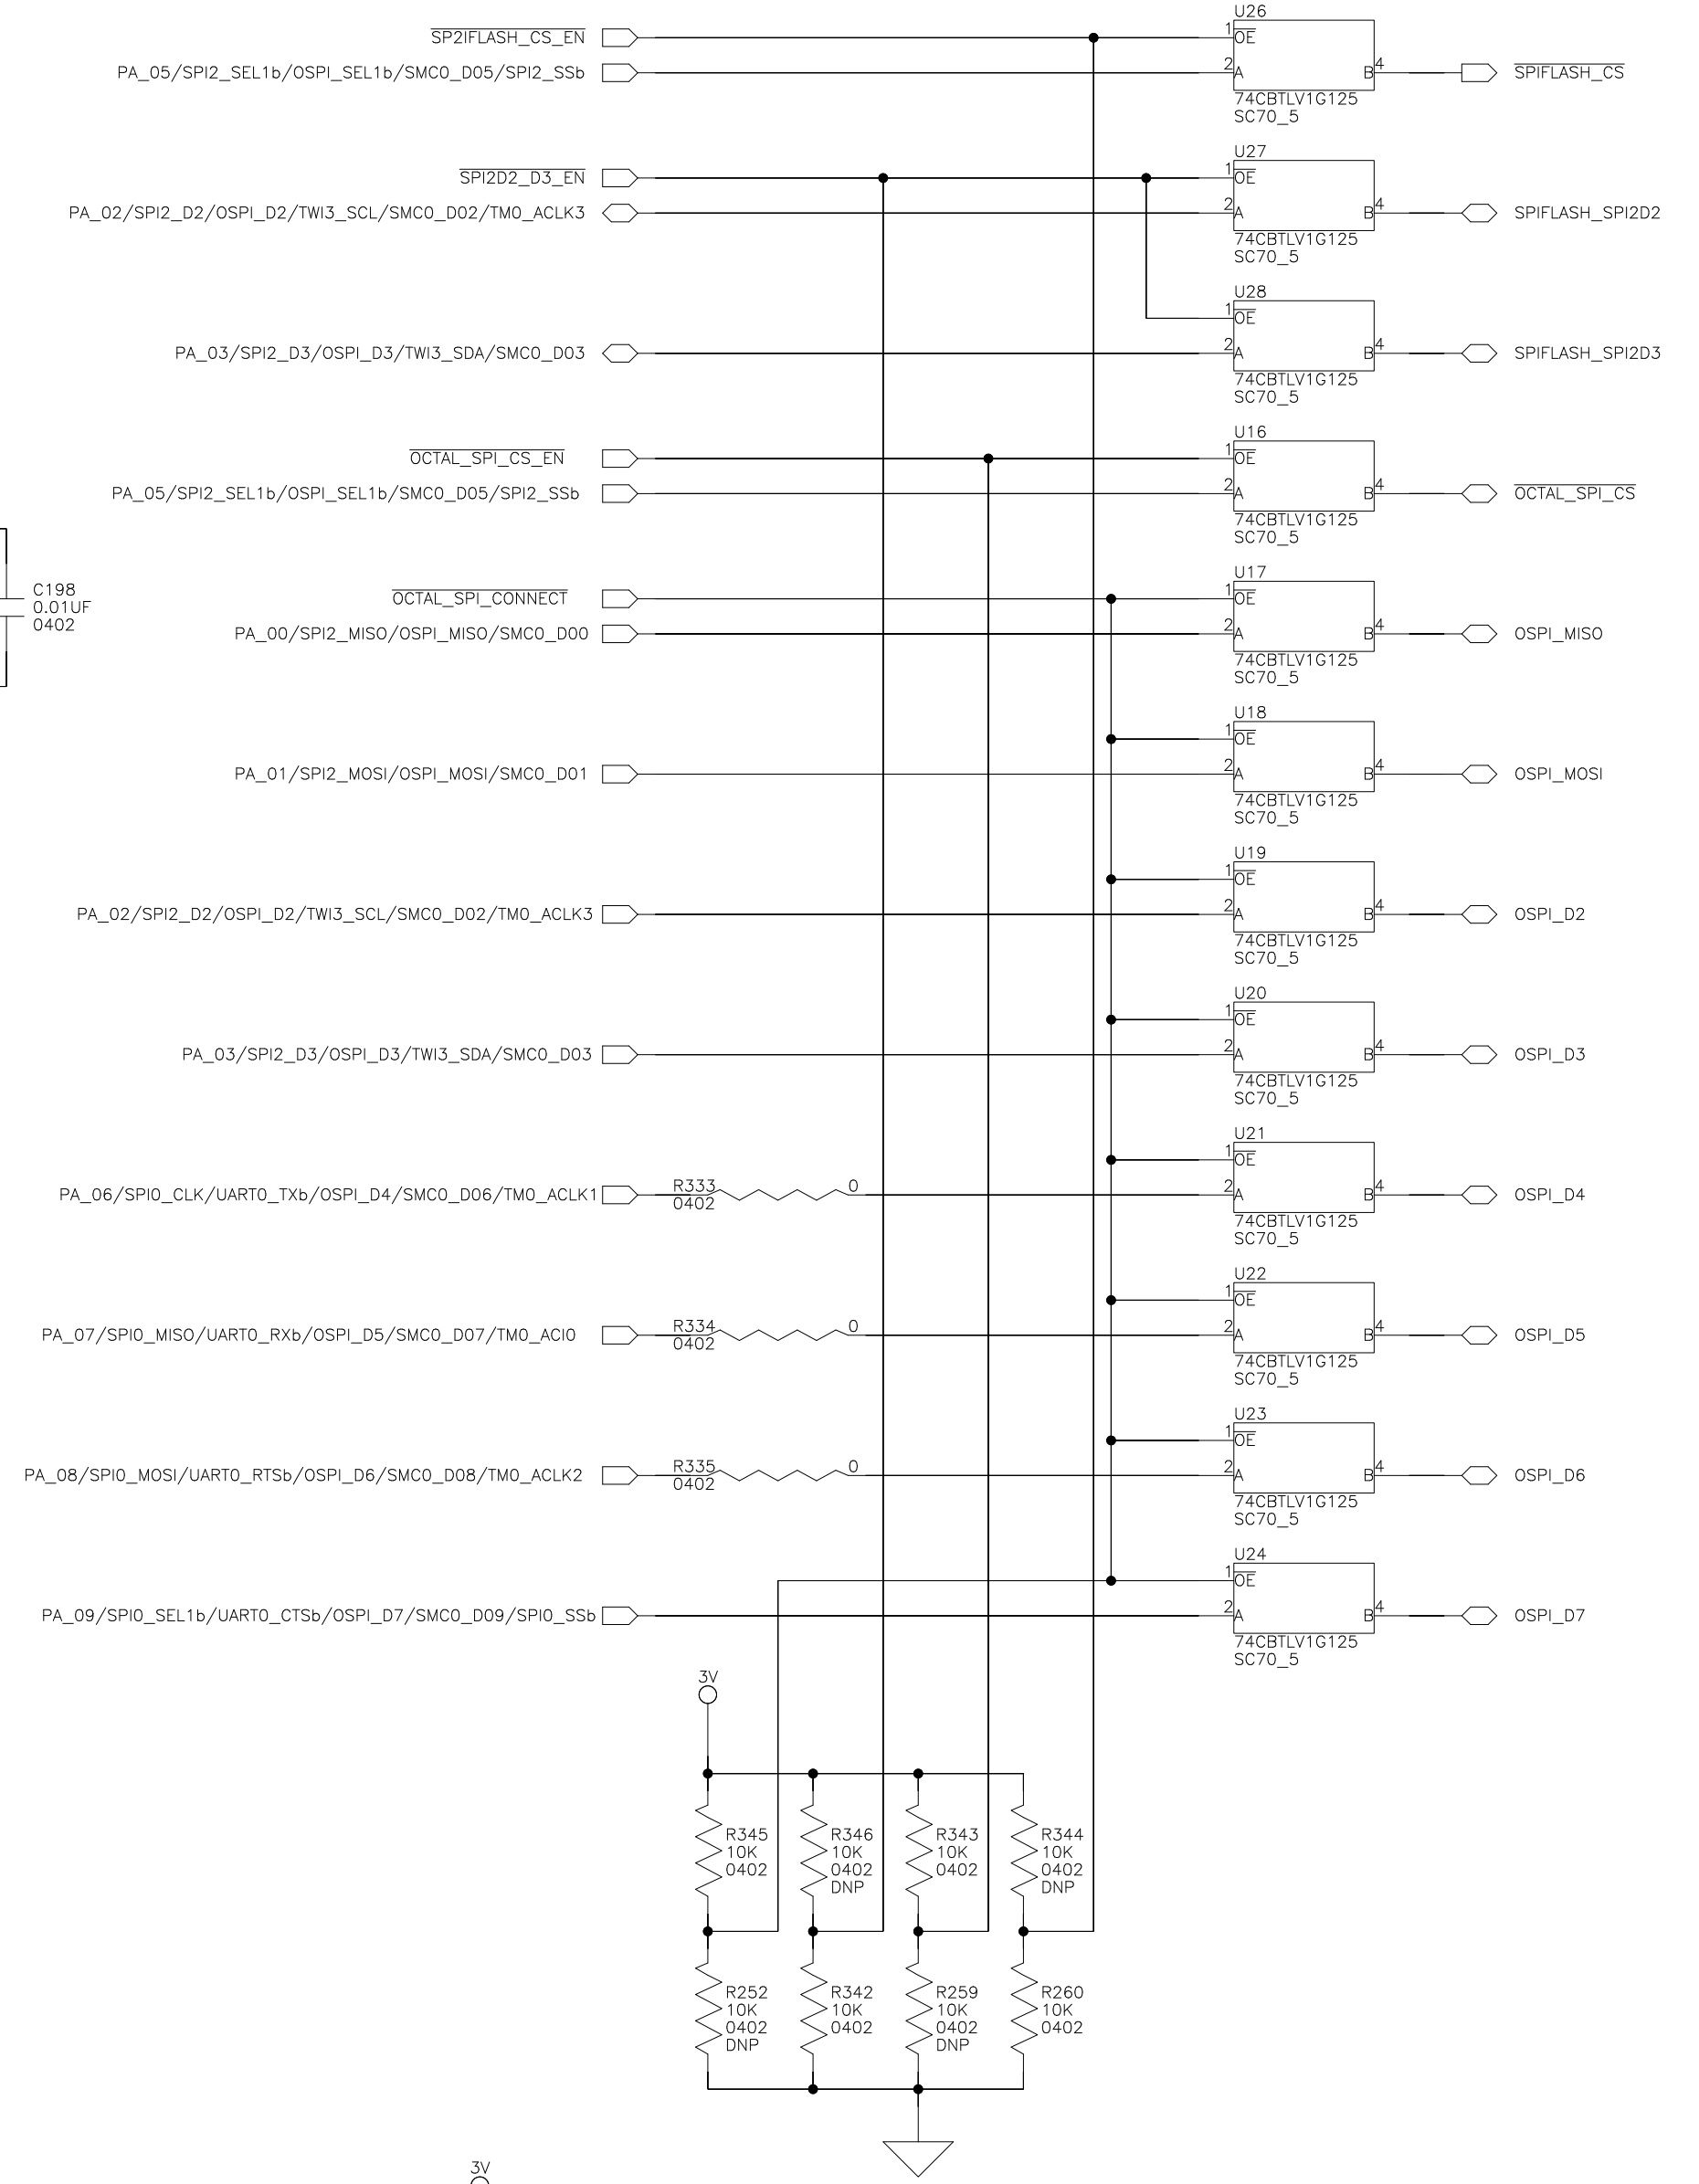 U26
SP2IFLASH_CS_EN
1 OE
PA_05/SPI2_SEL1b/OSPI_SEL1b/SMC0_D05/SPI2_SSb
2 A B 4
SPIFLASH_CS
74CBTLV1G125
SC70_5
U27
SPI2D2_D3_EN
1 OE
PA_02/SPI2_D2/OSPI_D2/TWI3_SCL/SMC0_D02/TM0_ACLK3
2 A B 4
SPIFLASH_SPI2D2
74CBTLV1G125
SC70_5
U28
1 OE
PA_03/SPI2_D3/OSPI_D3/TWI3_SDA/SMC0_D03
2 A B 4
SPIFLASH_SPI2D3
74CBTLV1G125
SC70_5
U16
OCTAL_SPI_CS_EN
1 OE
PA_05/SPI2_SEL1b/OSPI_SEL1b/SMC0_D05/SPI2_SSb
2 A B 4
OCTAL_SPI_CS
74CBTLV1G125
SC70_5
C198
0.01UF
0402
U17
OCTAL_SPI_CONNECT
1 OE
PA_00/SPI2_MISO/OSPI_MISO/SMC0_D00
2 A B 4
OSPI_MISO
74CBTLV1G125
SC70_5
U18
1 OE
PA_01/SPI2_MOSI/OSPI_MOSI/SMC0_D01
2 A B 4
OSPI_MOSI
74CBTLV1G125
SC70_5
U19
1 OE
PA_02/SPI2_D2/OSPI_D2/TWI3_SCL/SMC0_D02/TM0_ACLK3
2 A B 4
OSPI_D2
74CBTLV1G125
SC70_5
U20
1 OE
PA_03/SPI2_D3/OSPI_D3/TWI3_SDA/SMC0_D03
2 A B 4
OSPI_D3
74CBTLV1G125
SC70_5
U21
1 OE
PA_06/SPI0_CLK/UART0_TXb/OSPI_D4/SMC0_D06/TM0_ACLK1
R333 0
0402
2 A B 4
OSPI_D4
74CBTLV1G125
SC70_5
U22
1 OE
PA_07/SPI0_MISO/UART0_RXb/OSPI_D5/SMC0_D07/TM0_ACI0
R334 0
0402
2 A B 4
OSPI_D5
74CBTLV1G125
SC70_5
U23
1 OE
PA_08/SPI0_MOSI/UART0_RTSb/OSPI_D6/SMC0_D08/TM0_ACLK2
R335 0
0402
2 A B 4
OSPI_D6
74CBTLV1G125
SC70_5
U24
1 OE
PA_09/SPI0_SEL1b/UART0_CTSb/OSPI_D7/SMC0_D09/SPI0_SSb
2 A B 4
OSPI_D7
74CBTLV1G125
SC70_5
3V
R345
10K
0402
R346
10K
0402
DNP
R343
10K
0402
R344
10K
0402
DNP
R252
10K
0402
DNP
R342
10K
0402
R259
10K
0402
DNP
R260
10K
0402
3V